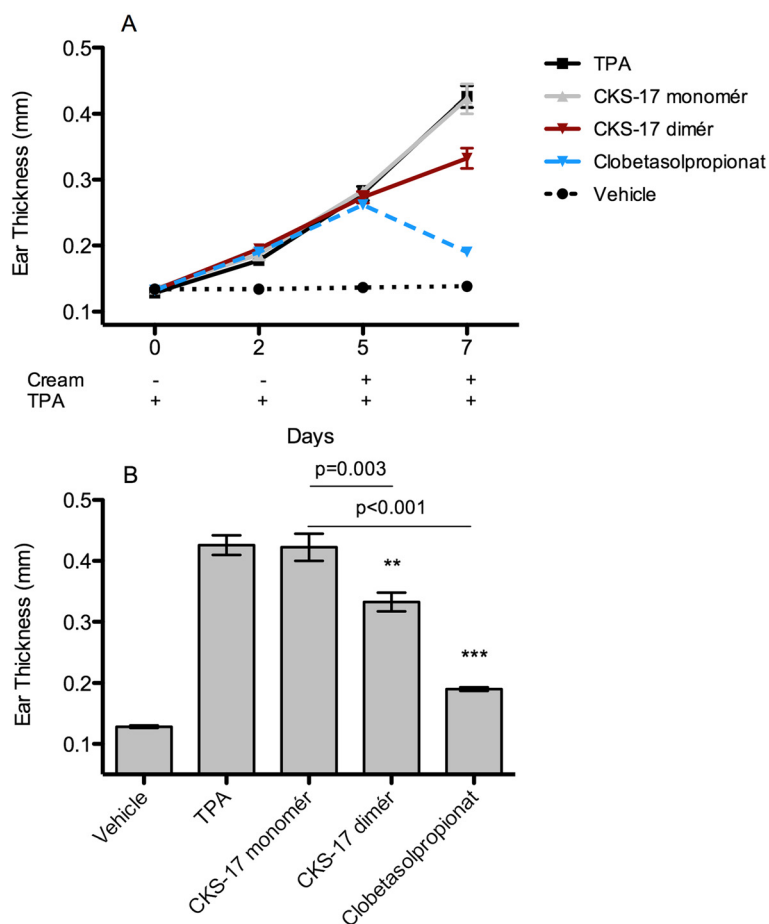 A
Ear Thickness (mm)
0.5
0.4
0.3
0.2
0.1
TPA
CKS-17 monomér
CKS-17 dimér
Clobetasolpropionat
Vehicle
0 2 5 7
Cream - - + +
TPA + + + +
Days
B
p=0.003
p<0.001
Ear Thickness (mm)
0.5
0.4
0.3
0.2
0.1
**
***
Vehicle
TPA
CKS-17 monomér
CKS-17 dimér
Clobetasolpropionat